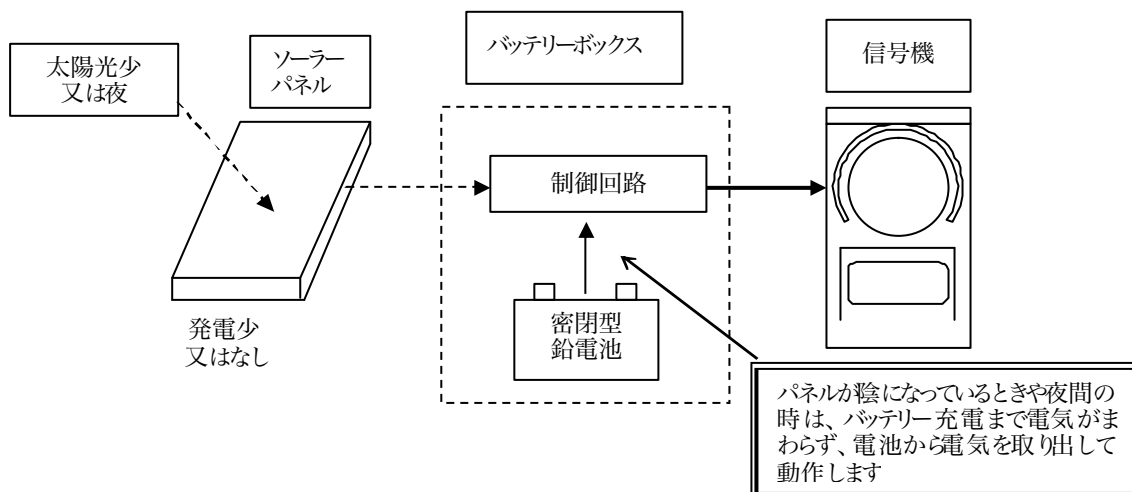 太陽光少
又は夜
ソーラー
パネル
バッテリーボックス
信号機
制御回路
密閉型
鉛電池
発電少
又はなし
パネルが陰になっているときや夜間の
時は、バッテリー充電まで電気がま
わらず、電池から電気を取り出して
動作します